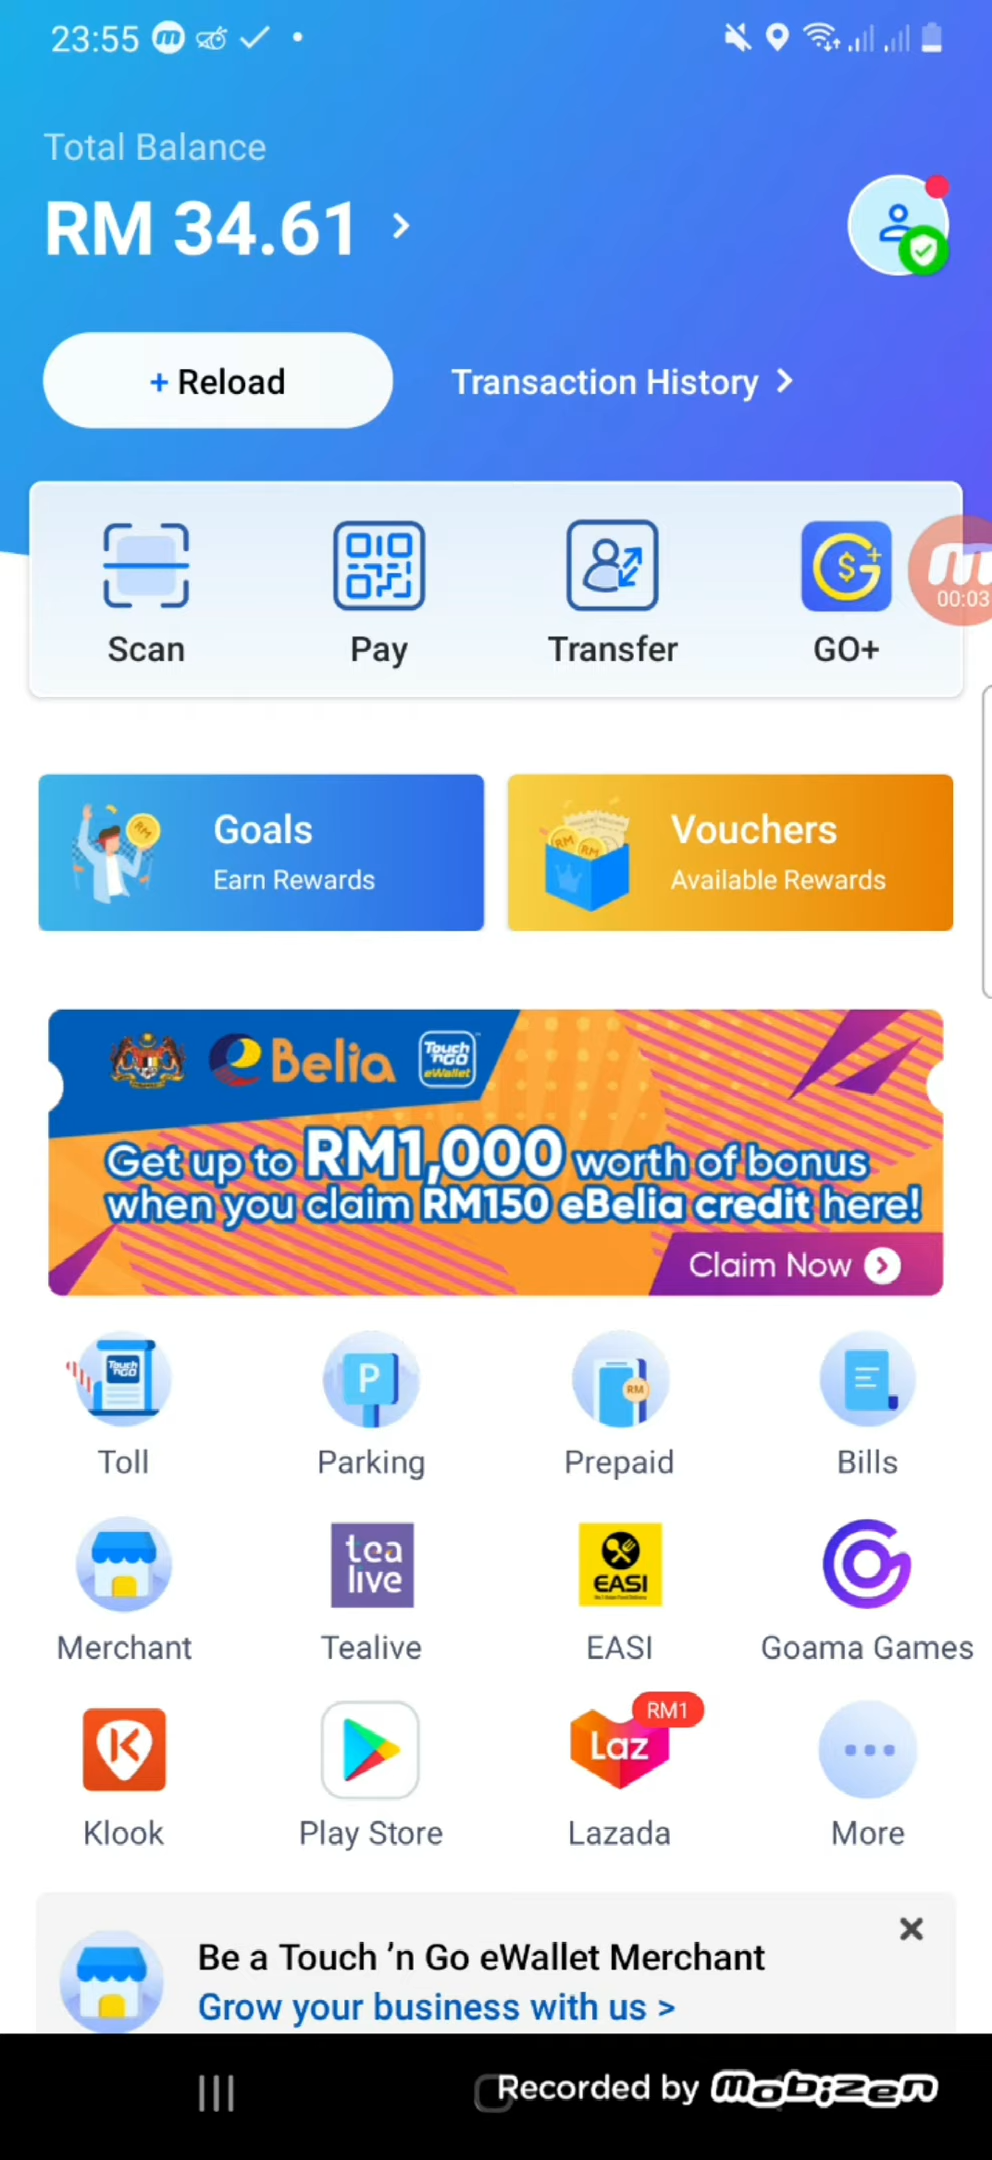 23:55
Total Balance
RM 34.61 >
+ Reload
Transaction History >
Scan
Pay
Transfer
GO+
00:03
Goals
Earn Rewards
Vouchers
Available Rewards
Belia
Touch 'n GO eWallet
Get up to RM1,000 worth of bonus
when you claim RM150 eBelia credit here!
Claim Now
Toll
Parking
Prepaid
Bills
Merchant
tea live
Tealive
EASI
EASI
Goama Games
Klook
Play Store
Laz
RM1
Lazada
More
Be a Touch 'n Go eWallet Merchant
Grow your business with us >
Recorded by Mobizen